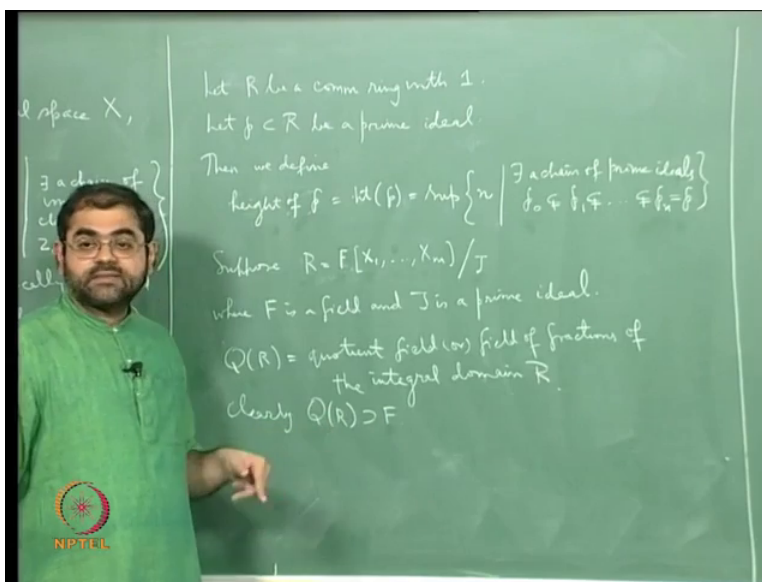 l space X,
∃ a chain of
Let R be a comm ring with 1.
Let p ⊂ R be a prime ideal
Then we define
height of p = ht(p) = sup { n | ∃ a chain of prime ideals p₀ ⊊ p₁ ⊊ ... ⊊ pₙ = p }
Suppose R = F[X₁, ..., Xₘ]/J
where F is a field and J is a prime ideal.
Q(R) = quotient field (or) field of fractions of
the integral domain R.
Clearly Q(R) ⊃ F
NPTEL